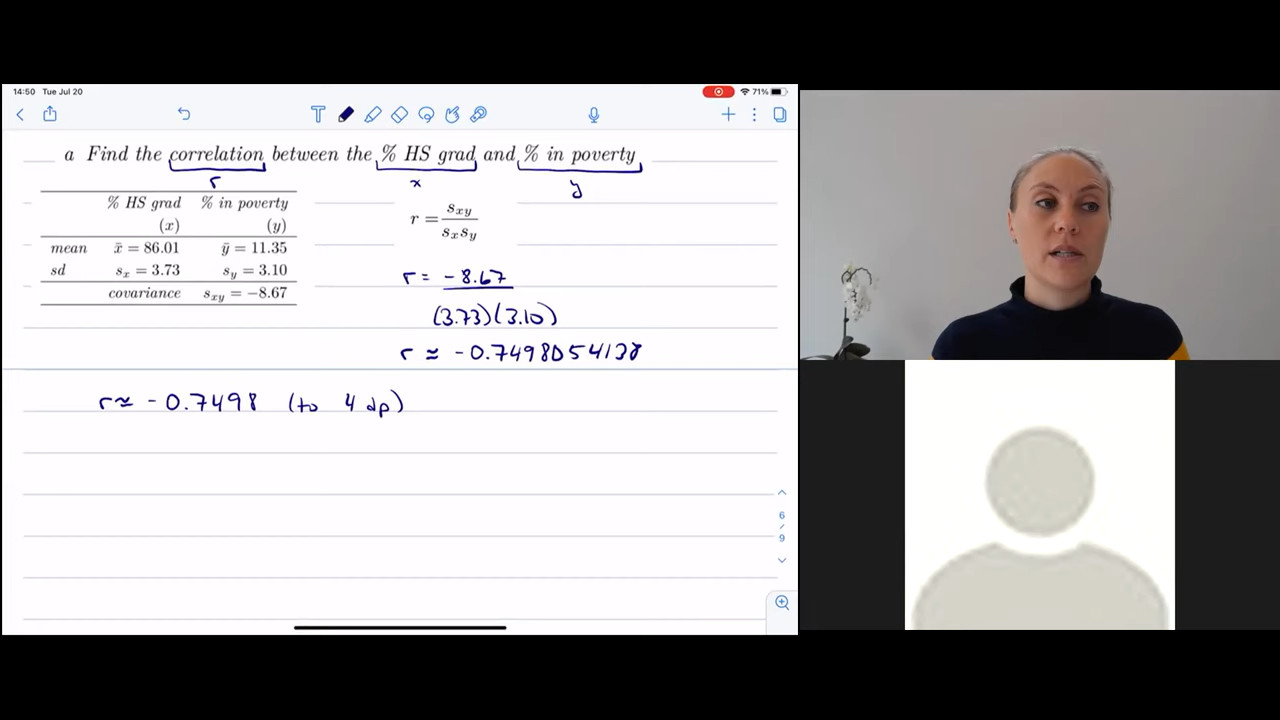 14:50 Tue Jul 20
71%
a Find the correlation between the % HS grad and % in poverty
r x y
% HS grad % in poverty
(x) (y)
mean x̄ = 86.01 ȳ = 11.35
sd sx = 3.73 sy = 3.10
covariance sxy = −8.67
r = sxy / sxsy
r = -8.67
(3.73)(3.10)
r ≈ -0.7498054138
r ≈ -0.7498 (to 4 dp)
6
/
9